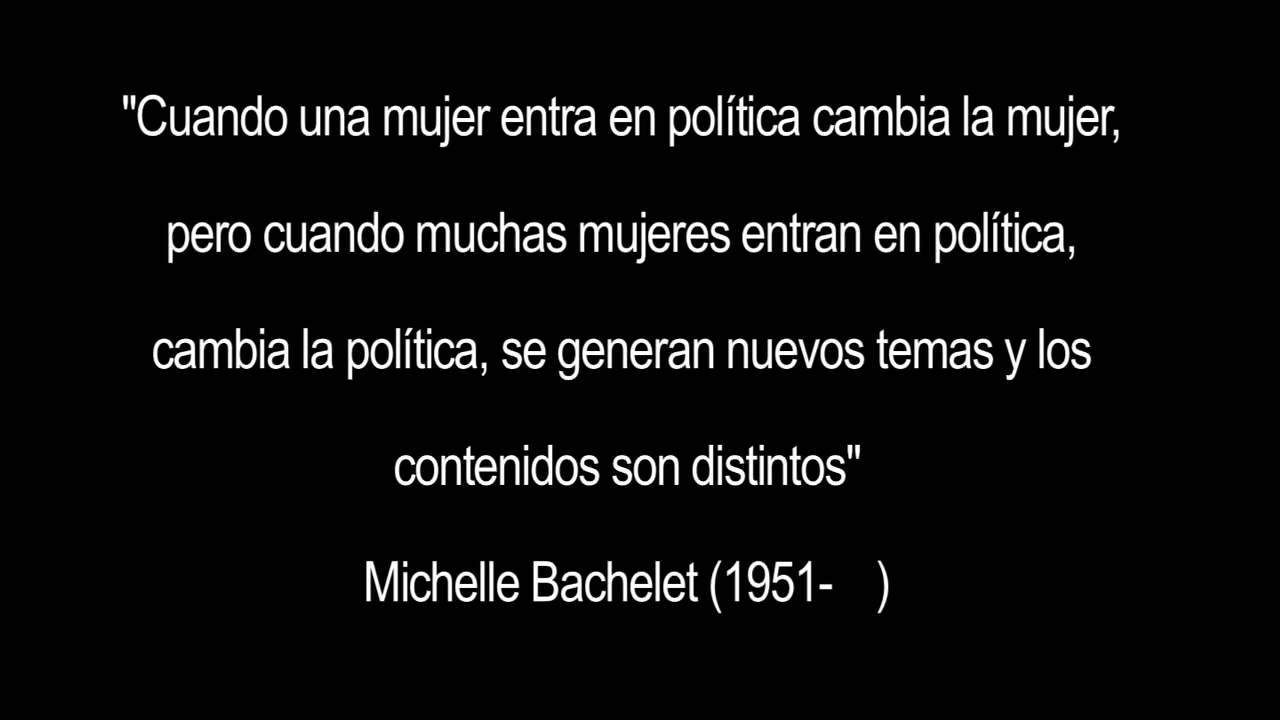 "Cuando una mujer entra en política cambia la mujer,
pero cuando muchas mujeres entran en política,
cambia la política, se generan nuevos temas y los
contenidos son distintos"
Michelle Bachelet (1951-    )